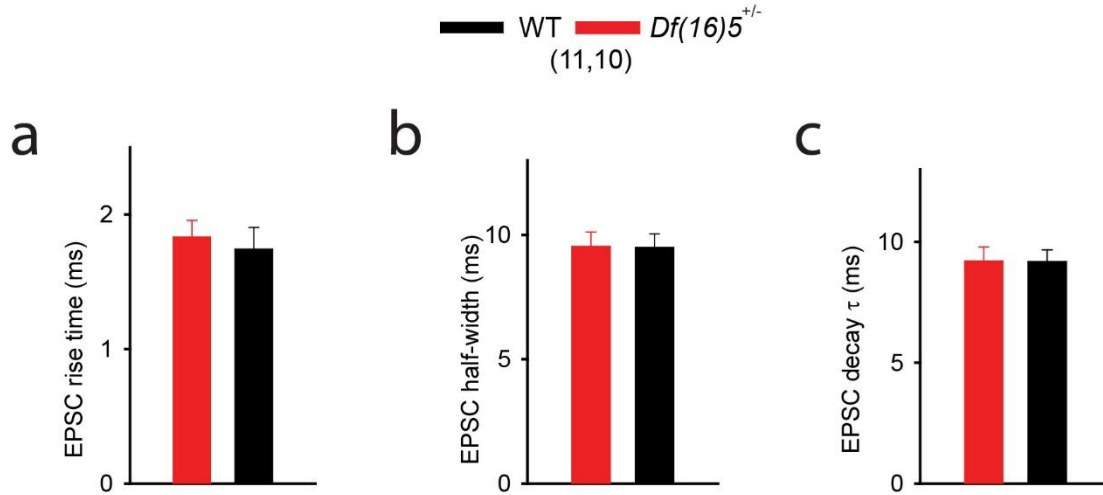 WT Df(16)5+/-
(11,10)
a
EPSC rise time (ms)
2
1
0
b
EPSC half-width (ms)
10
5
0
c
EPSC decay τ (ms)
10
5
0